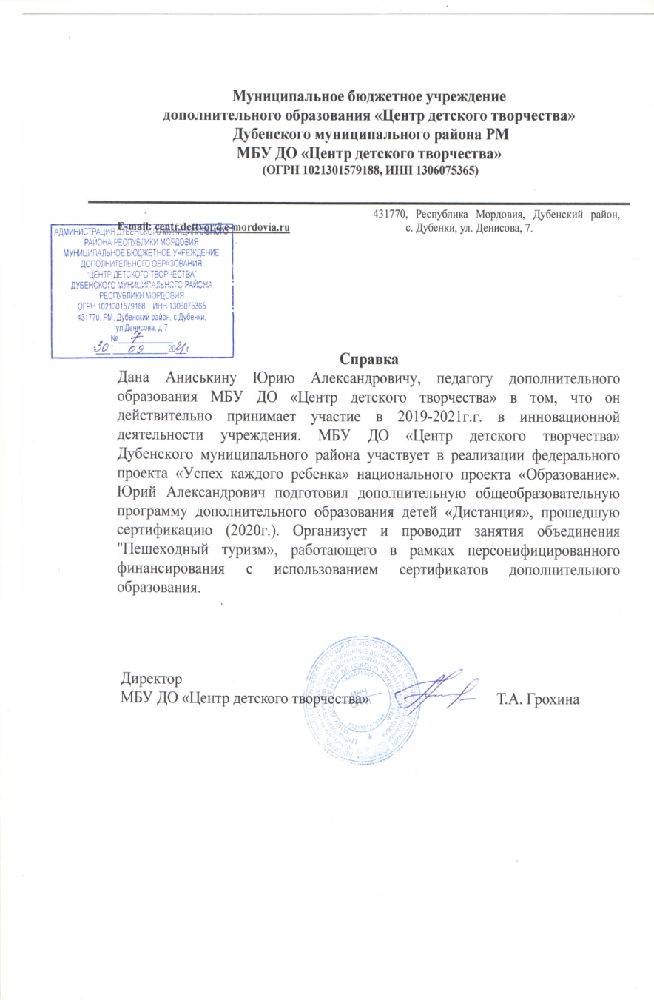 Муниципальное бюджетное учреждение
дополнительного образования «Центр детского творчества»
Дубенского муниципального района РМ
МБУ ДО «Центр детского творчества»
(ОГРН 1021301579188, ИНН 1306075365)
431770, Республика Мордовия, Дубенский район,
с. Дубенки, ул. Денисова, 7.
E-mail: centr.dettvor@e-mordovia.ru
АДМИНИСТРАЦИЯ ДУБЕНСКОГО МУНИЦИПАЛЬНОГО
РАЙОНА РЕСПУБЛИКИ МОРДОВИЯ
МУНИЦИПАЛЬНОЕ БЮДЖЕТНОЕ УЧРЕЖДЕНИЕ
ДОПОЛНИТЕЛЬНОГО ОБРАЗОВАНИЯ
"ЦЕНТР ДЕТСКОГО ТВОРЧЕСТВА"
ДУБЕНСКОГО МУНИЦИПАЛЬНОГО РАЙОНА
РЕСПУБЛИКИ МОРДОВИЯ
ОГРН 1021301579188 ИНН 1306075365
431770, РМ, Дубенский район, с.Дубенки,
ул.Денисова, д.7
№ 7
30 09 2021г.
Справка
Дана Аниськину Юрию Александровичу, педагогу дополнительного
образования МБУ ДО «Центр детского творчества» в том, что он
действительно принимает участие в 2019-2021г.г. в инновационной
деятельности учреждения. МБУ ДО «Центр детского творчества»
Дубенского муниципального района участвует в реализации федерального
проекта «Успех каждого ребенка» национального проекта «Образование».
Юрий Александрович подготовил дополнительную общеобразовательную
программу дополнительного образования детей «Дистанция», прошедшую
сертификацию (2020г.). Организует и проводит занятия объединения
"Пешеходный туризм», работающего в рамках персонифицированного
финансирования с использованием сертификатов дополнительного
образования.
Директор
МБУ ДО «Центр детского творчества» Т.А. Грохина
1306075365
ИНН
ОГРН
1021301579188